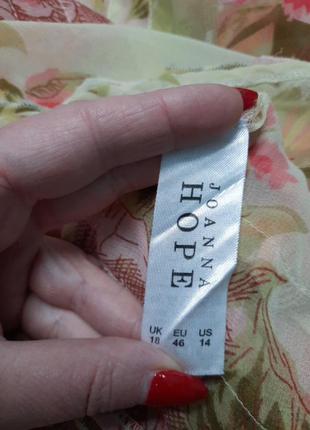 JOANNA
HOPE
UK EU US
18 46 14